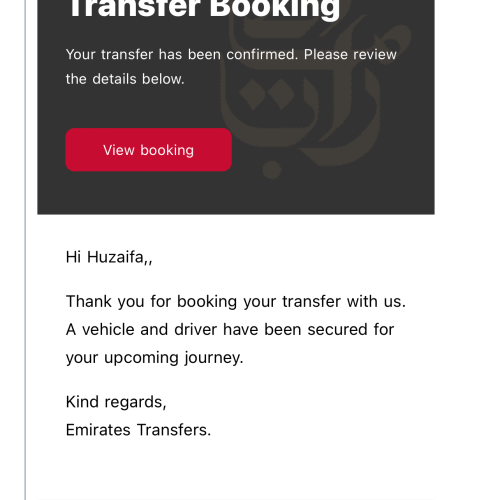 Transfer Booking
Your transfer has been confirmed. Please review
the details below.
View booking
Hi Huzaifa,,
Thank you for booking your transfer with us.
A vehicle and driver have been secured for
your upcoming journey.
Kind regards,
Emirates Transfers.